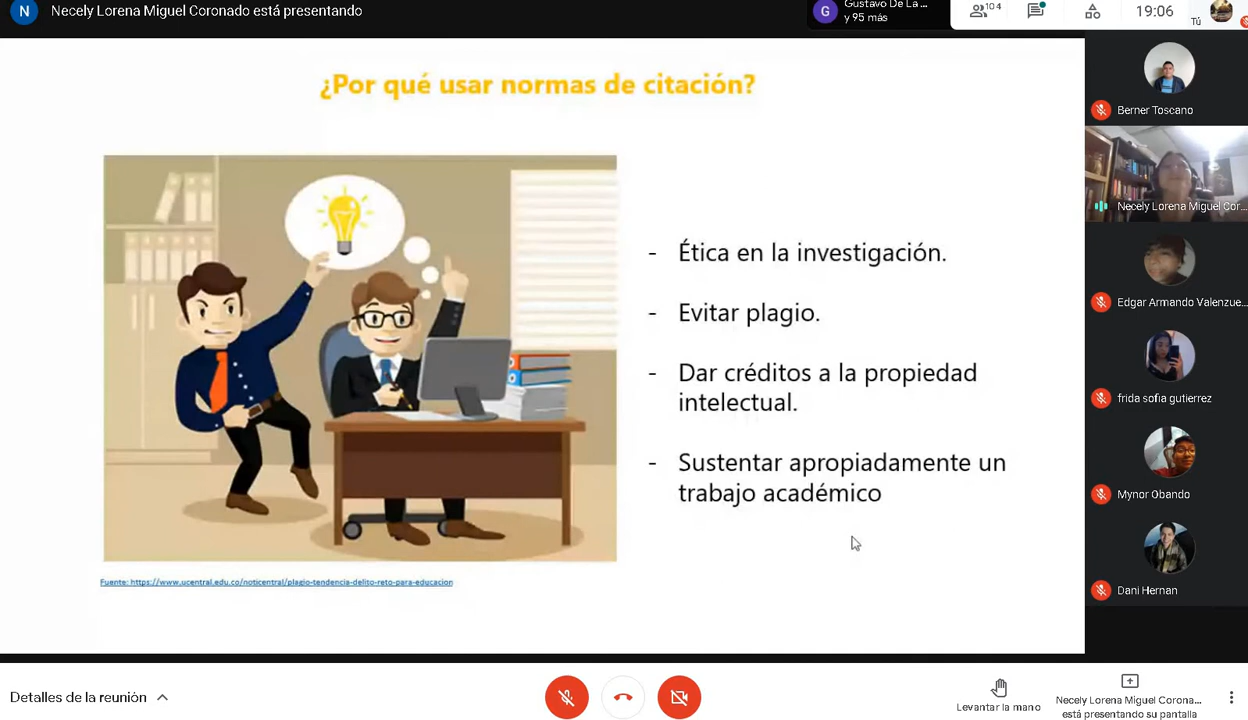 N Necely Lorena Miguel Coronado está presentando
G Gustavo De La ...
y 95 más
104
19:06
Tú
¿Por qué usar normas de citación?
- Ética en la investigación.
- Evitar plagio.
- Dar créditos a la propiedad
intelectual.
- Sustentar apropiadamente un
trabajo académico
Fuente: https://www.ucentral.edu.co/noticentral/plagio-tendencia-delito-reto-para-educacion
Berner Toscano
Necely Lorena Miguel Cor...
Edgar Armando Valenzue...
frida sofia gutierrez
Mynor Obando
Dani Hernan
Detalles de la reunión
Levantar la mano
Necely Lorena Miguel Corona...
está presentando su pantalla